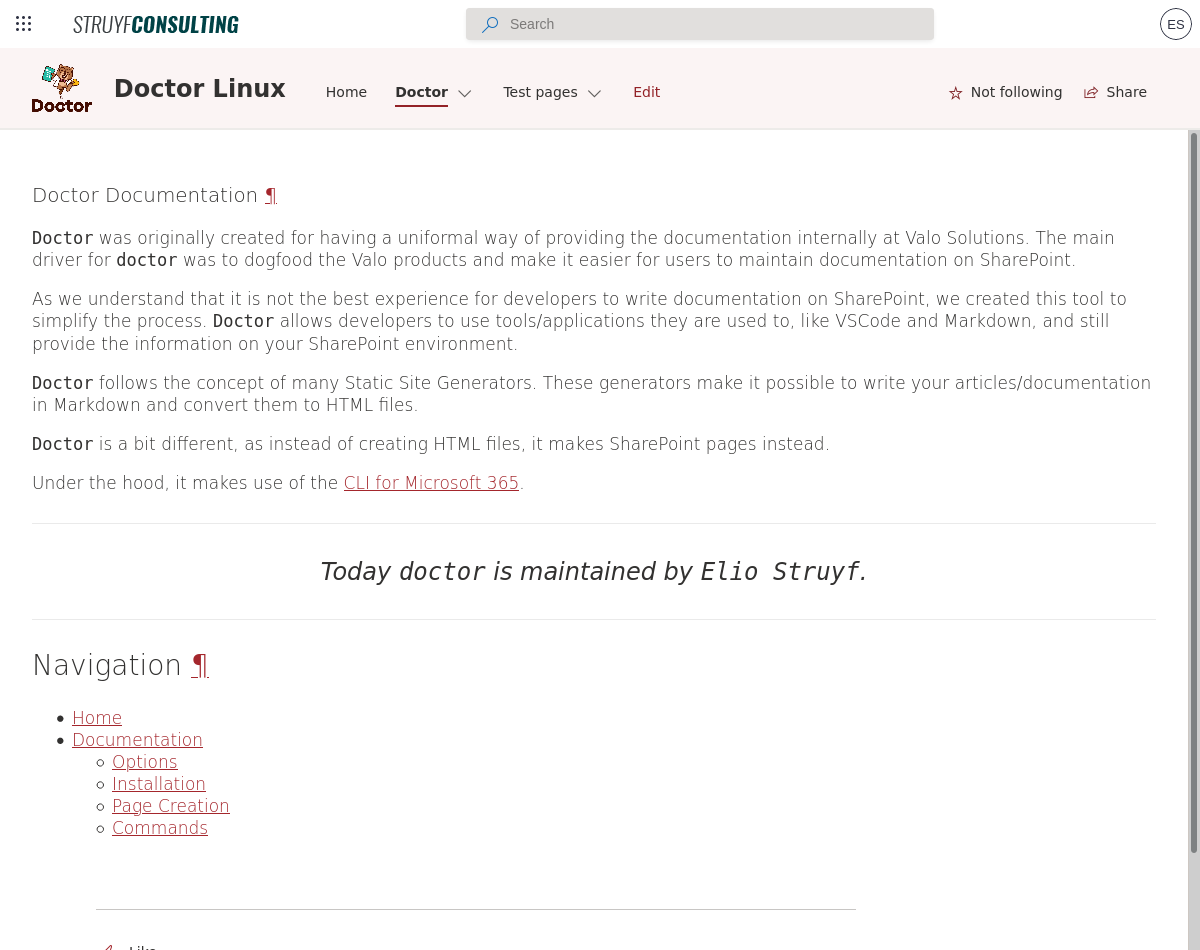 STRUYFCONSULTING
Search
ES
Doctor
Doctor Linux
Home
Doctor
Test pages
Edit
Not following
Share
Doctor Documentation ¶
Doctor was originally created for having a uniformal way of providing the documentation internally at Valo Solutions. The main
driver for doctor was to dogfood the Valo products and make it easier for users to maintain documentation on SharePoint.
As we understand that it is not the best experience for developers to write documentation on SharePoint, we created this tool to
simplify the process. Doctor allows developers to use tools/applications they are used to, like VSCode and Markdown, and still
provide the information on your SharePoint environment.
Doctor follows the concept of many Static Site Generators. These generators make it possible to write your articles/documentation
in Markdown and convert them to HTML files.
Doctor is a bit different, as instead of creating HTML files, it makes SharePoint pages instead.
Under the hood, it makes use of the CLI for Microsoft 365.
Today doctor is maintained by Elio Struyf.
Navigation ¶
Home
Documentation
Options
Installation
Page Creation
Commands
Like